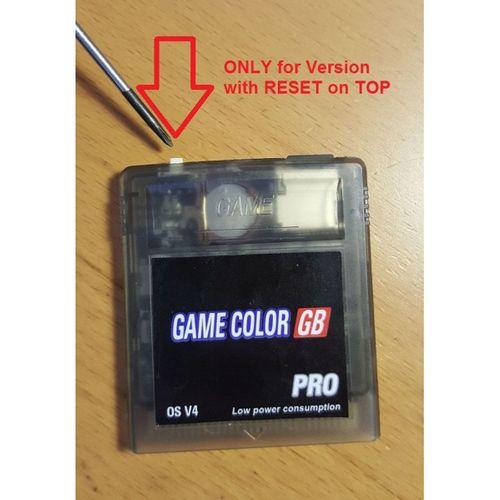 ONLY for Version
with RESET on TOP
GAME
GAME COLOR GB
PRO
OS V4 Low power consumption